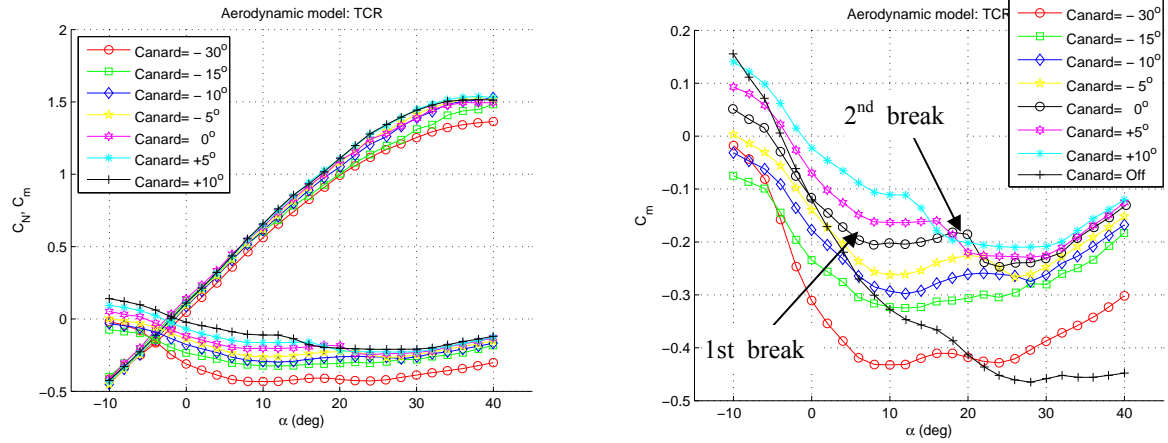 Aerodynamic model: TCR
Canard= − 30°
Canard= − 15°
Canard= − 10°
Canard= − 5°
Canard= 0°
Canard= +5°
Canard= +10°
C_N, C_m
2
1.5
1
0.5
0
−0.5
−10
0
10
20
30
40
α (deg)
Aerodynamic model: TCR
Canard= − 30°
Canard= − 15°
Canard= − 10°
Canard= − 5°
Canard= 0°
Canard= +5°
Canard= +10°
Canard= Off
2nd break
1st break
C_m
0.2
0.1
0
−0.1
−0.2
−0.3
−0.4
−0.5
−10
0
10
20
30
40
α (deg)